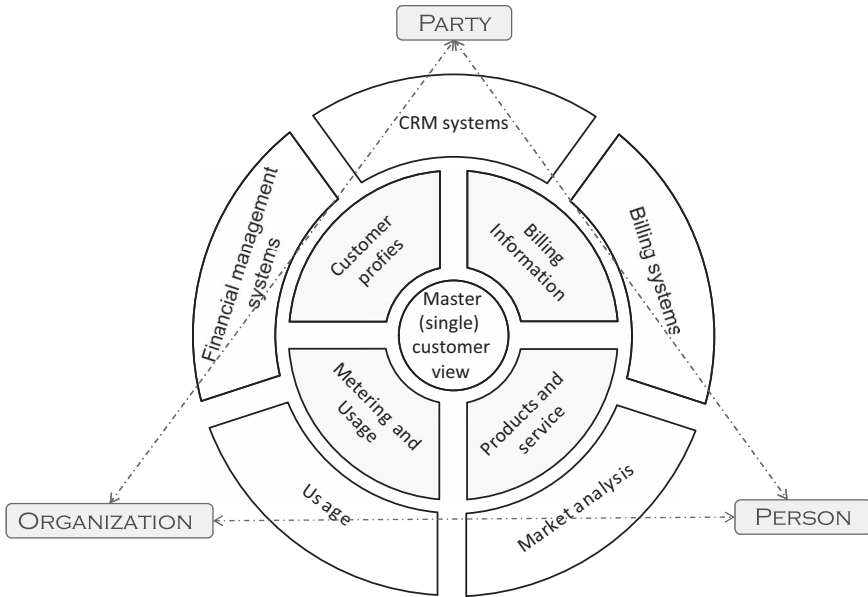 PARTY
CRM systems
Financial management
systems
Billing systems
Customer
profies
Billing
Information
Master
(single)
customer
view
Metering and
Usage
Products and
service
Usage
Market analysis
ORGANIZATION
PERSON